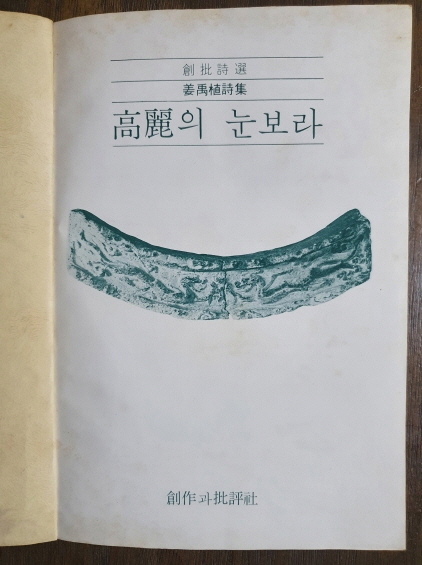 創批詩選
姜禹植詩集
高麗의 눈보라
創作과批評社